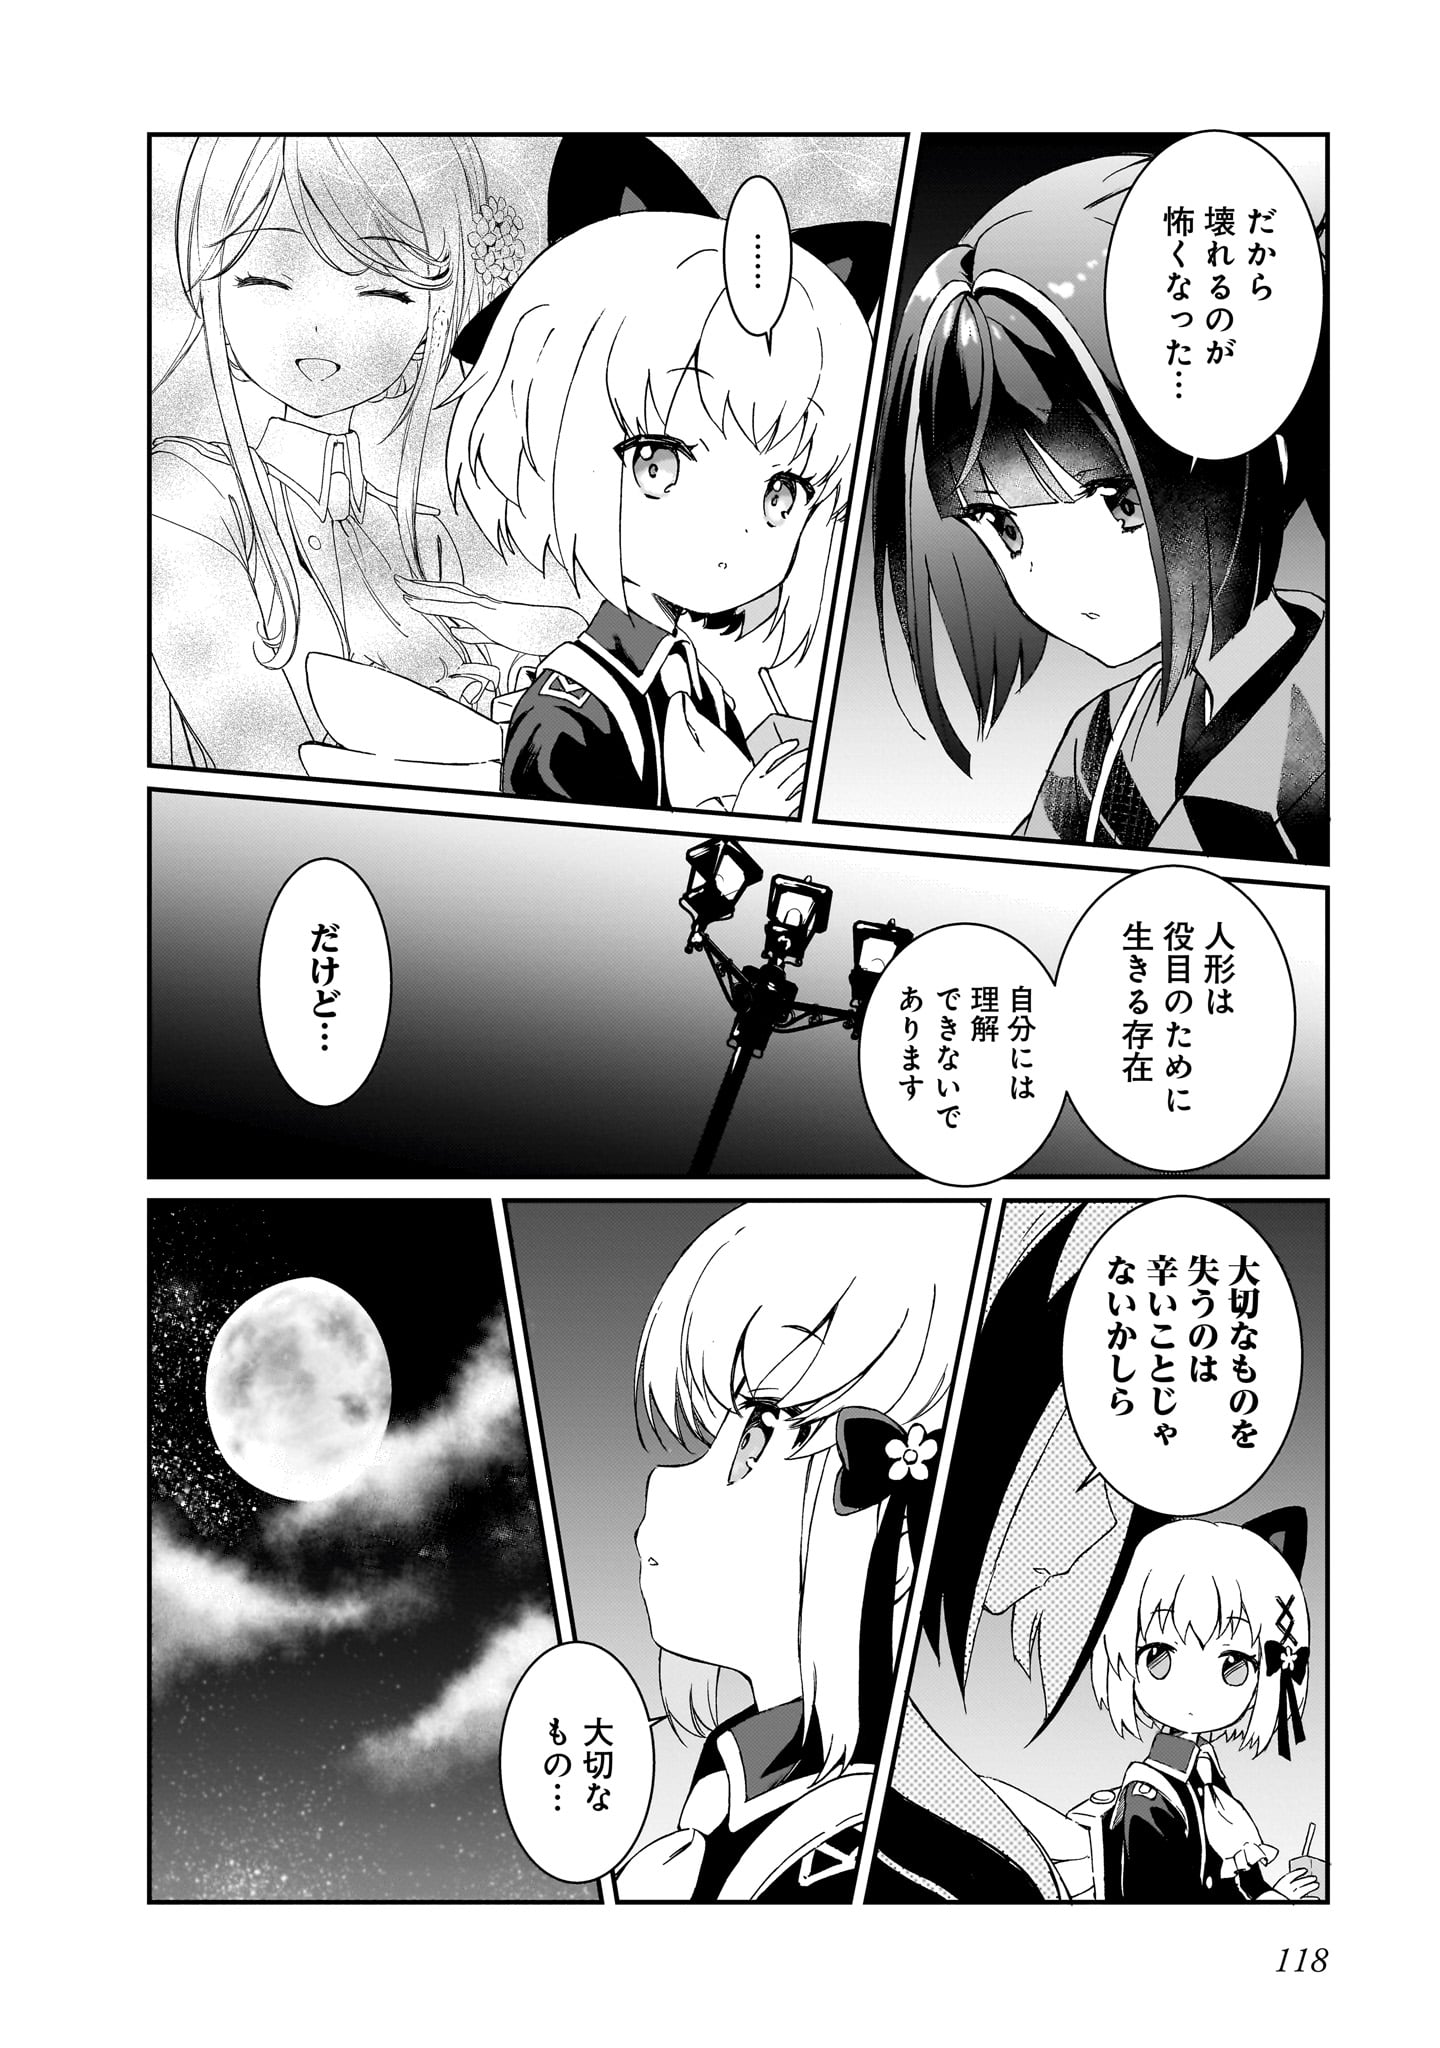 だから
壊れるのが
怖くなった…
……
人形は
役目のために
生きる存在
自分には
理解
できないで
あります
だけど…
大切なものを
失うのは
辛いことじゃ
ないかしら
大切な
もの…
118